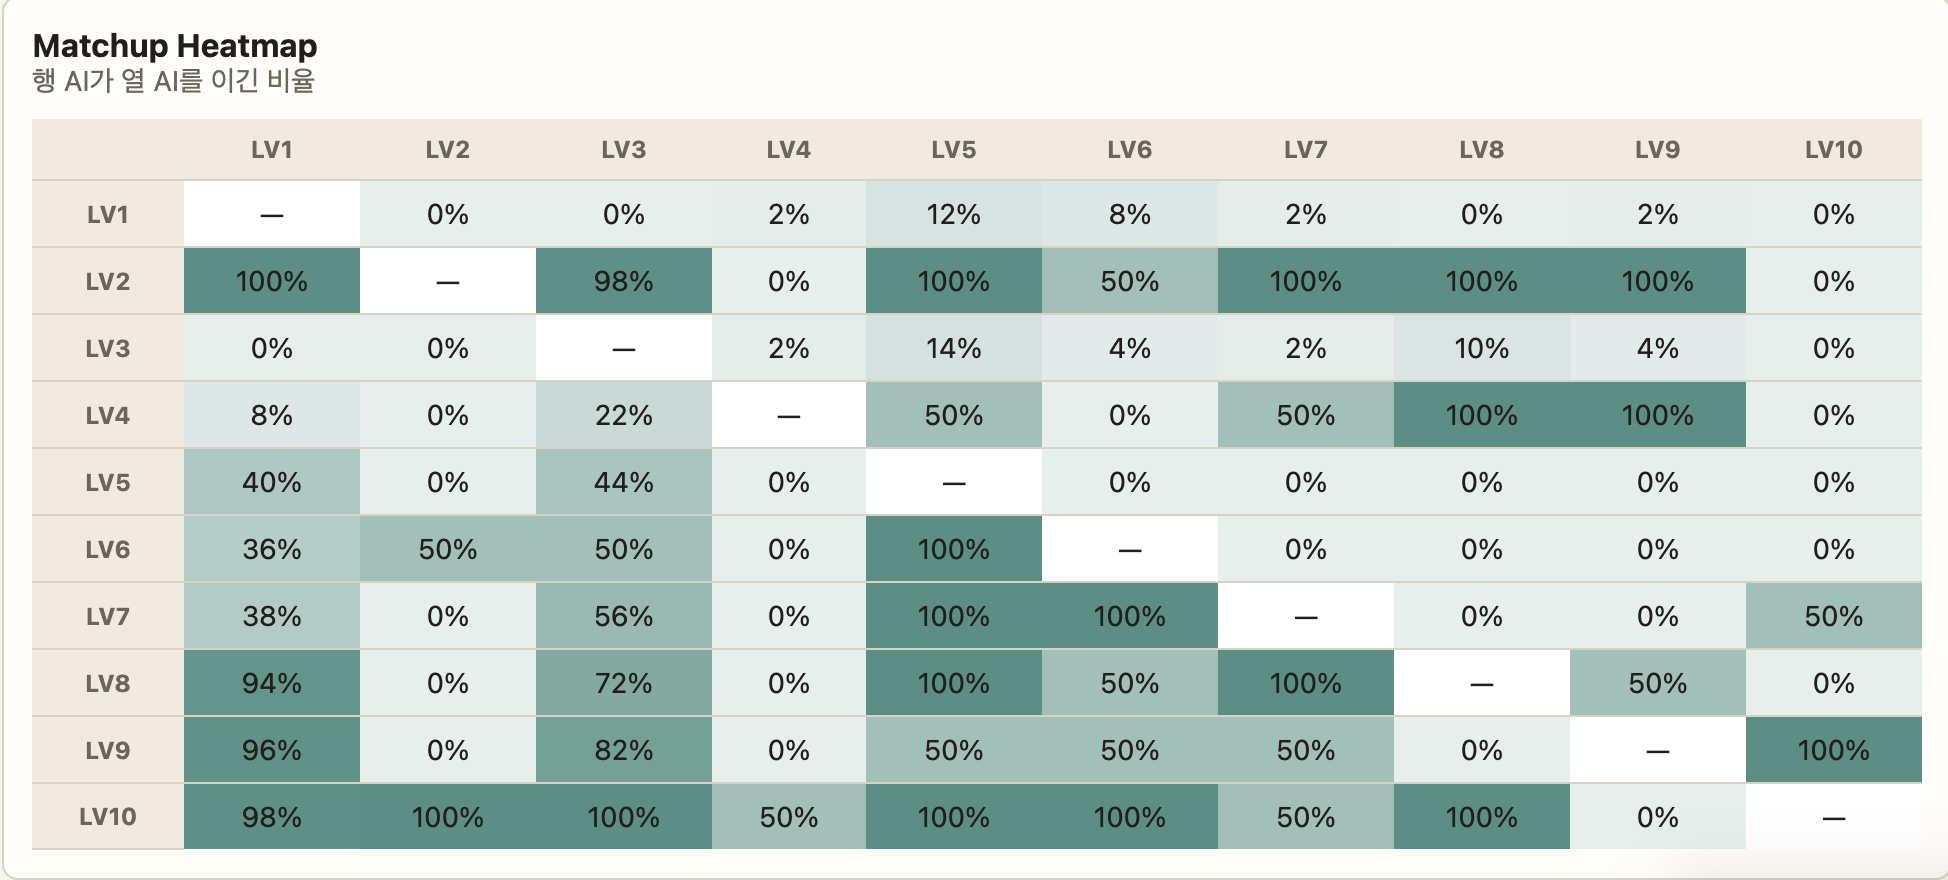 Matchup Heatmap
행 AI가 열 AI를 이긴 비율
LV1 LV2 LV3 LV4 LV5 LV6 LV7 LV8 LV9 LV10
LV1 — 0% 0% 2% 12% 8% 2% 0% 2% 0%
LV2 100% — 98% 0% 100% 50% 100% 100% 100% 0%
LV3 0% 0% — 2% 14% 4% 2% 10% 4% 0%
LV4 8% 0% 22% — 50% 0% 50% 100% 100% 0%
LV5 40% 0% 44% 0% — 0% 0% 0% 0% 0%
LV6 36% 50% 50% 0% 100% — 0% 0% 0% 0%
LV7 38% 0% 56% 0% 100% 100% — 0% 0% 50%
LV8 94% 0% 72% 0% 100% 50% 100% — 50% 0%
LV9 96% 0% 82% 0% 50% 50% 50% 0% — 100%
LV10 98% 100% 100% 50% 100% 100% 50% 100% 0% —